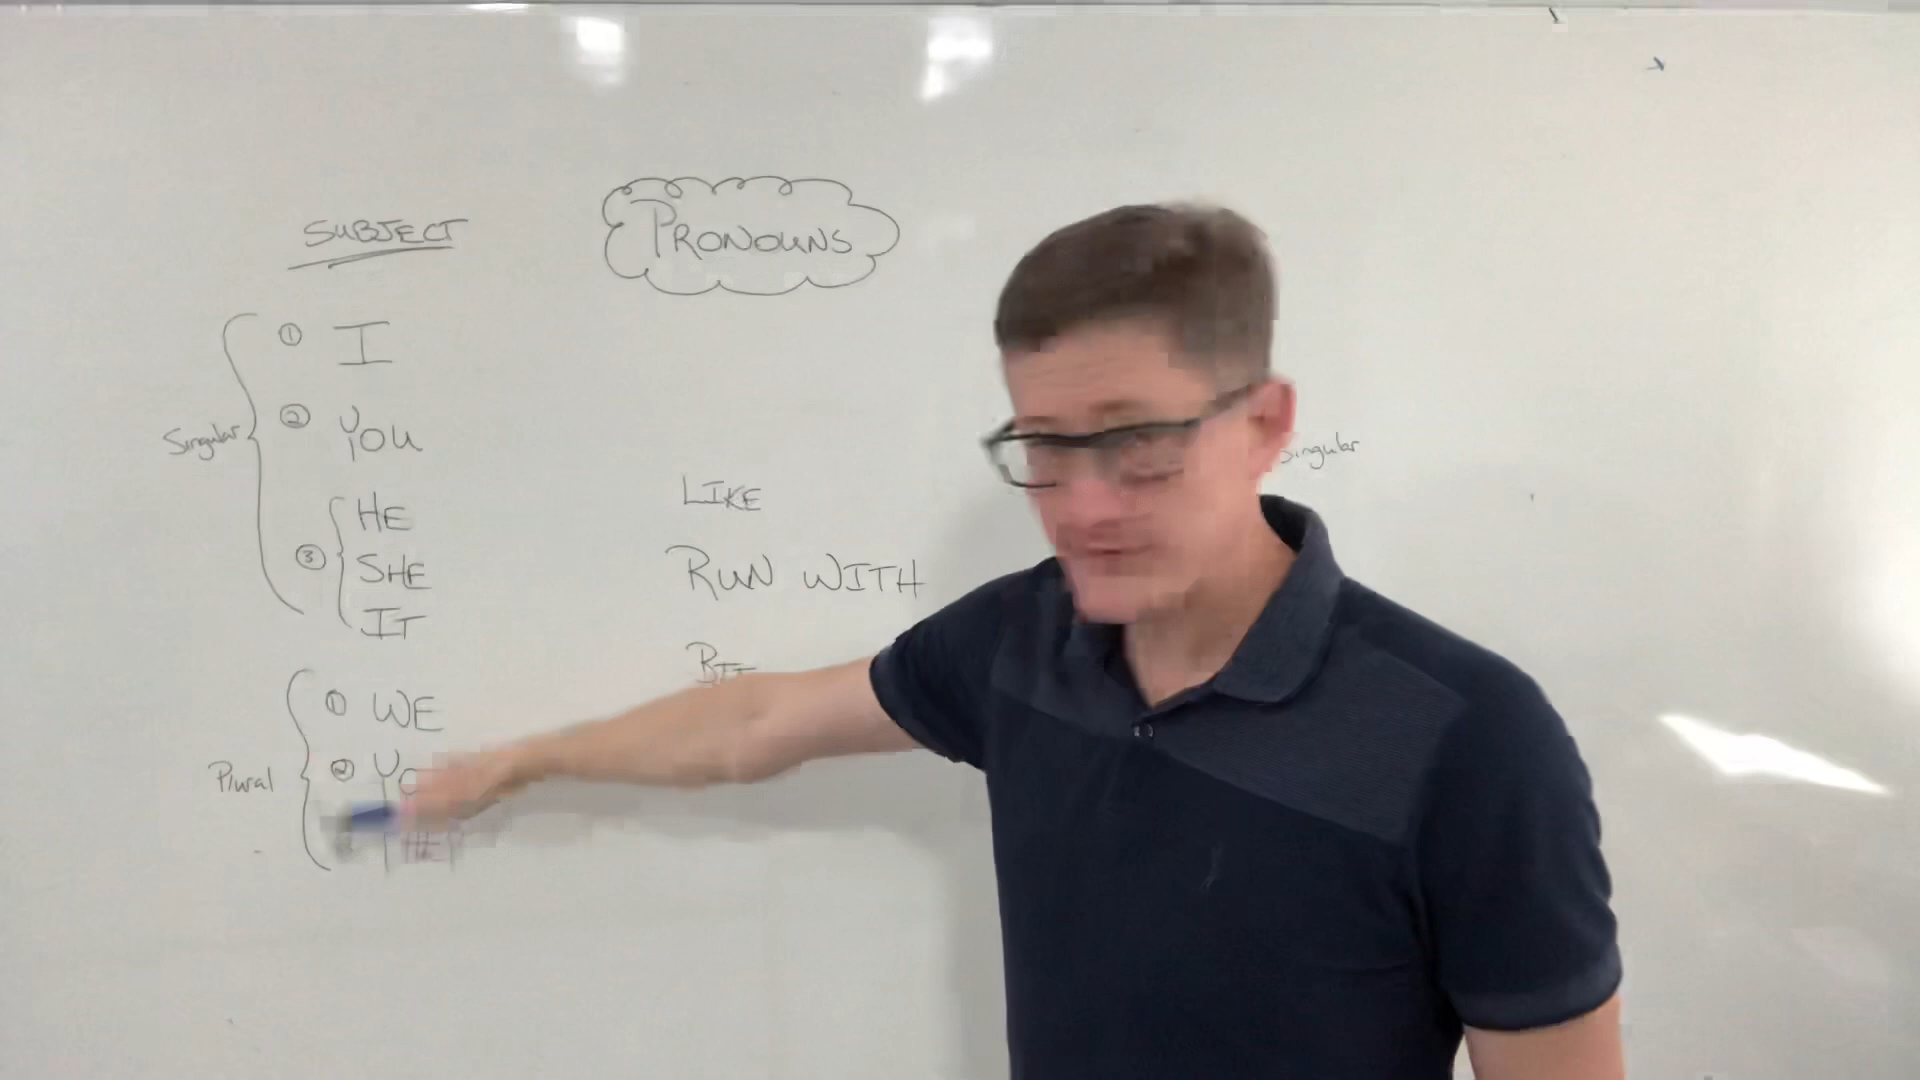 SUBJECT
PRONOUNS
Singular
① I
② YOU
③ HE
SHE
IT
LIKE
RUN WITH
Singular
Plural
① WE
②